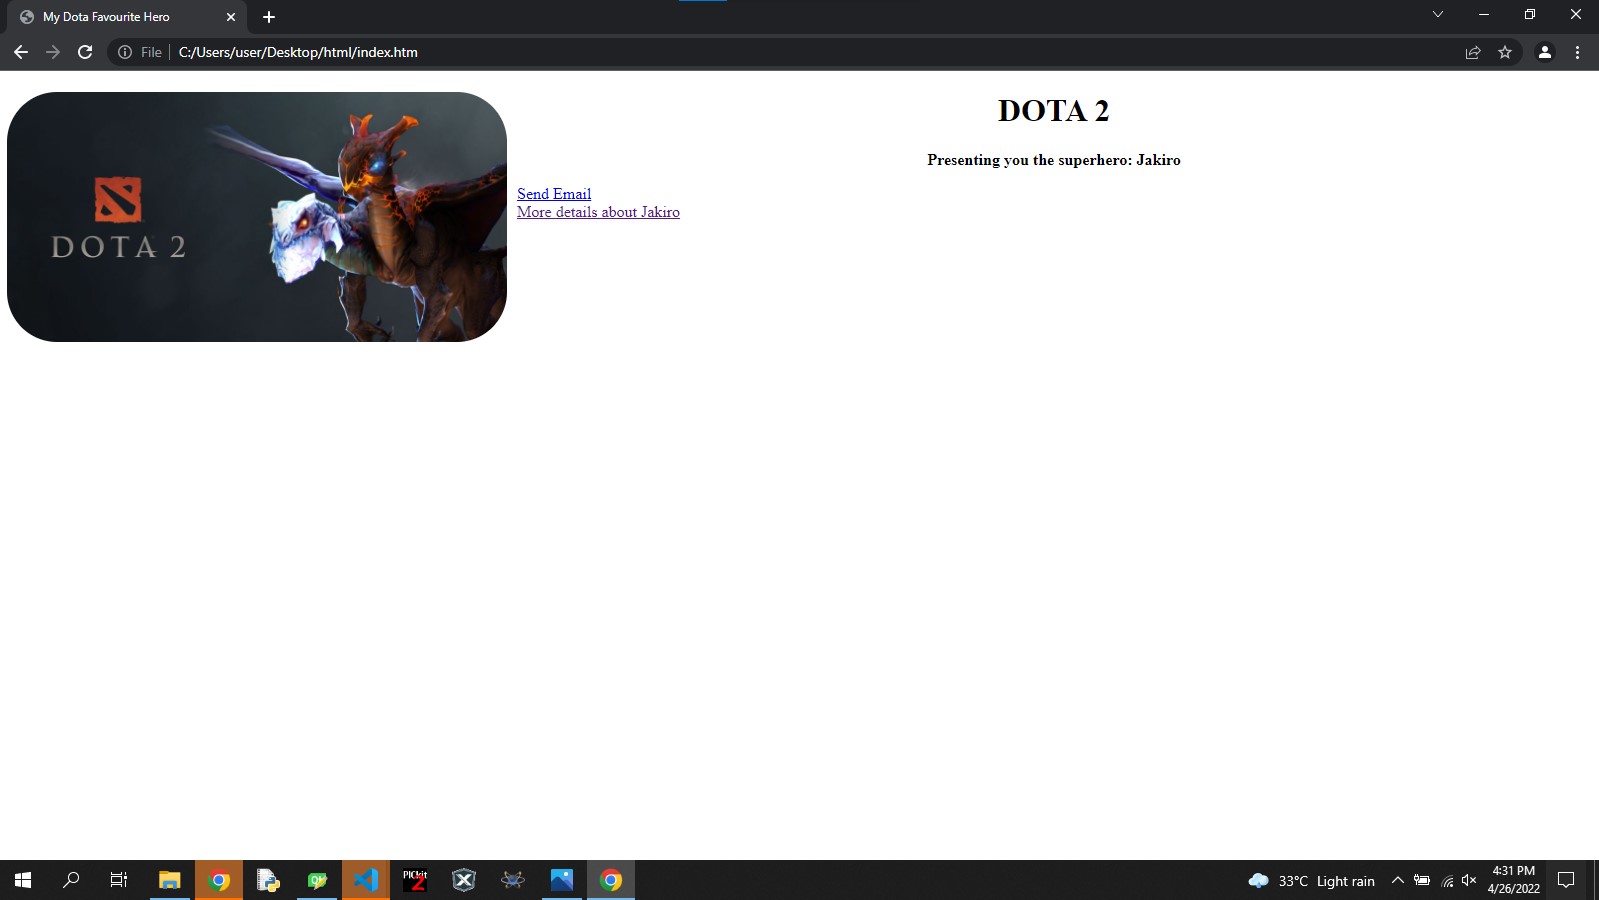 My Dota Favourite Hero
File
C:/Users/user/Desktop/html/index.htm
DOTA 2
DOTA 2
Presenting you the superhero: Jakiro
Send Email
More details about Jakiro
PICkit
2
33°C Light rain
4:31 PM
4/26/2022